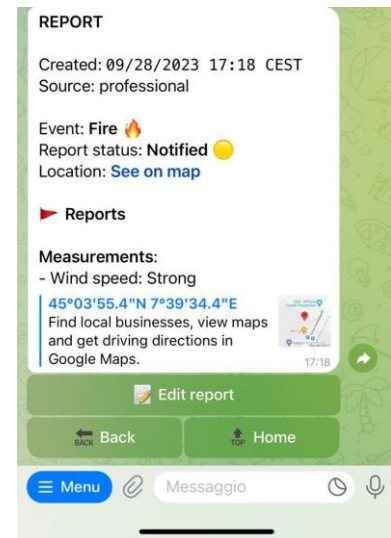 REPORT
Created: 09/28/2023 17:18 CEST
Source: professional
Event: Fire 🔥
Report status: Notified 🟡
Location: See on map
🚩 Reports
Measurements:
- Wind speed: Strong
45°03'55.4"N 7°39'34.4"E
Find local businesses, view maps
and get driving directions in
Google Maps.
17:18
📝 Edit report
🔙 Back
🔝 Home
Menu
Messaggio